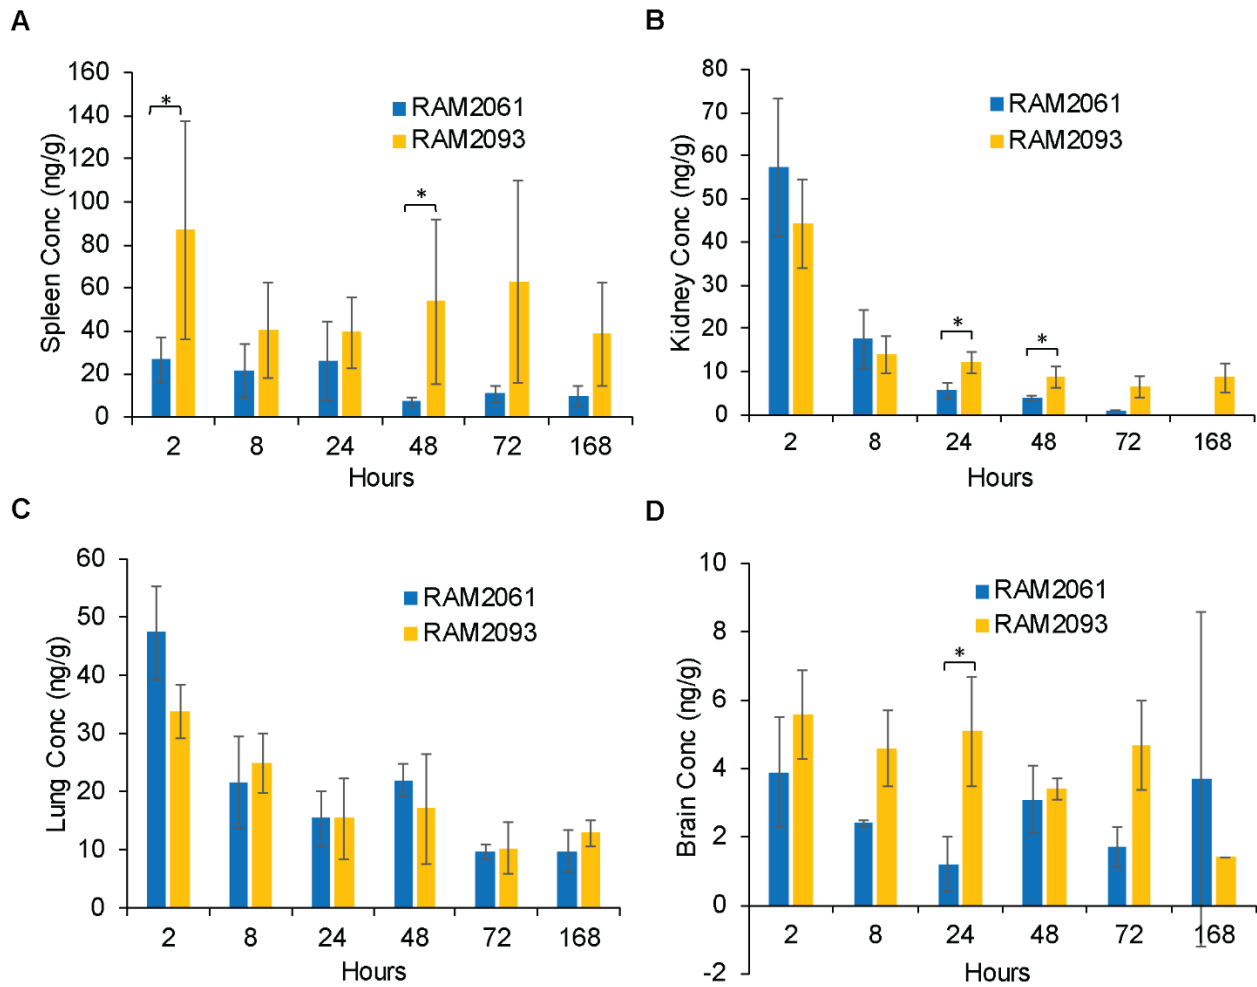 A
Spleen Conc (ng/g)
160
140
120
100
80
60
40
20
0
*
*
RAM2061
RAM2093
2 8 24 48 72 168
Hours
B
Kidney Conc (ng/g)
80
70
60
50
40
30
20
10
0
*
*
RAM2061
RAM2093
2 8 24 48 72 168
Hours
C
Lung Conc (ng/g)
60
50
40
30
20
10
0
RAM2061
RAM2093
2 8 24 48 72 168
Hours
D
Brain Conc (ng/g)
10
8
6
4
2
0
-2
*
RAM2061
RAM2093
2 8 24 48 72 168
Hours